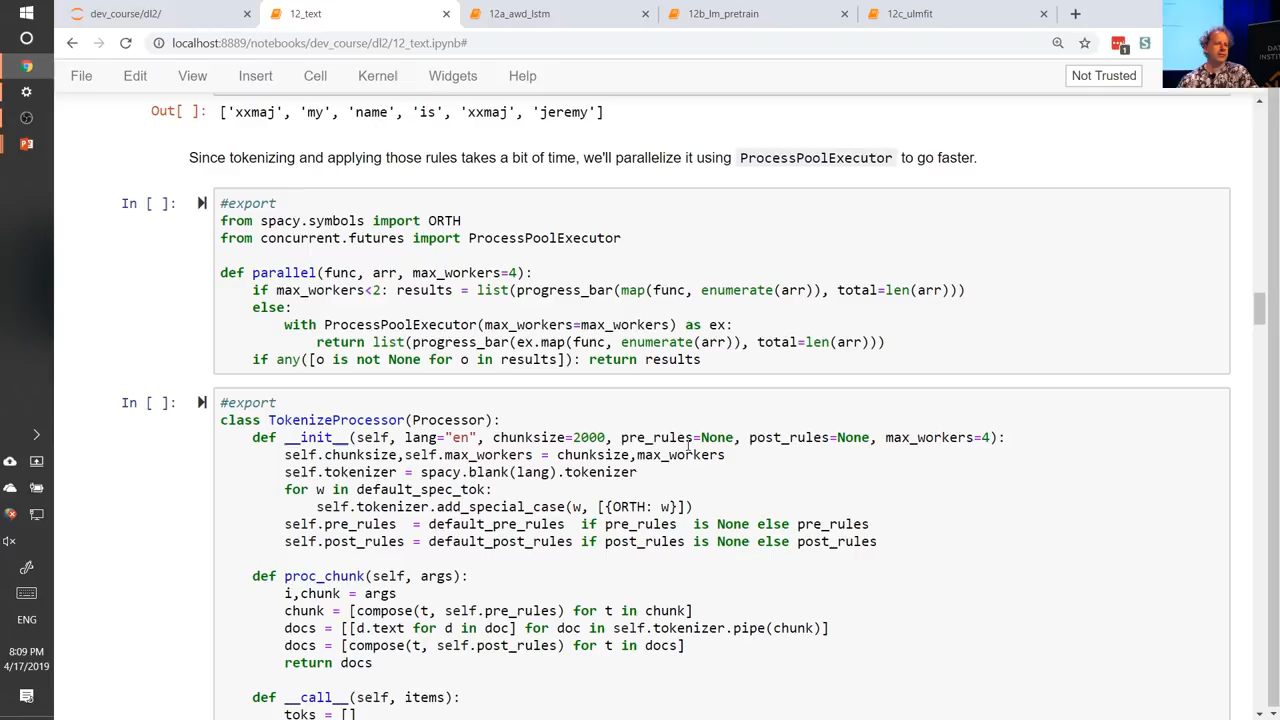 dev_course/dl2/
12_text
12a_awd_lstm
12b_lm_pretrain
12c_ulmfit
localhost:8889/notebooks/dev_course/dl2/12_text.ipynb#
File Edit View Insert Cell Kernel Widgets Help
Not Trusted
Out[ ]: ['xxmaj', 'my', 'name', 'is', 'xxmaj', 'jeremy']
Since tokenizing and applying those rules takes a bit of time, we'll parallelize it using ProcessPoolExecutor to go faster.
In [ ]: #export
from spacy.symbols import ORTH
from concurrent.futures import ProcessPoolExecutor
def parallel(func, arr, max_workers=4):
if max_workers<2: results = list(progress_bar(map(func, enumerate(arr)), total=len(arr)))
else:
with ProcessPoolExecutor(max_workers=max_workers) as ex:
return list(progress_bar(ex.map(func, enumerate(arr)), total=len(arr)))
if any([o is not None for o in results]): return results
In [ ]: #export
class TokenizeProcessor(Processor):
def __init__(self, lang="en", chunksize=2000, pre_rules=None, post_rules=None, max_workers=4):
self.chunksize,self.max_workers = chunksize,max_workers
self.tokenizer = spacy.blank(lang).tokenizer
for w in default_spec_tok:
self.tokenizer.add_special_case(w, [{ORTH: w}])
self.pre_rules = default_pre_rules if pre_rules is None else pre_rules
self.post_rules = default_post_rules if post_rules is None else post_rules
def proc_chunk(self, args):
i,chunk = args
chunk = [compose(t, self.pre_rules) for t in chunk]
docs = [[d.text for d in doc] for doc in self.tokenizer.pipe(chunk)]
docs = [compose(t, self.post_rules) for t in docs]
return docs
def __call__(self, items):
toks = []
ENG
8:09 PM
4/17/2019